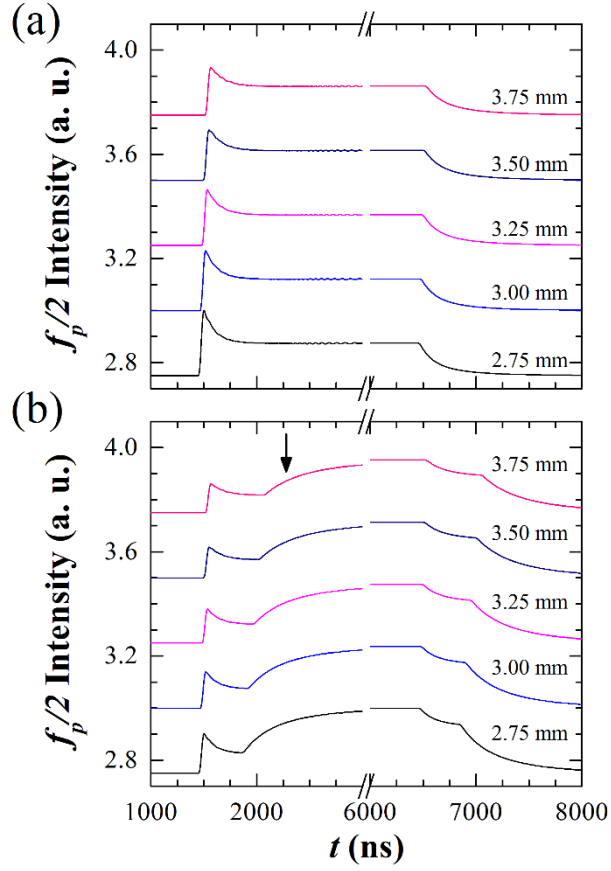 (a)
4.0
3.6
3.2
2.8
f_p/2 Intensity (a. u.)
3.75 mm
3.50 mm
3.25 mm
3.00 mm
2.75 mm
(b)
4.0
3.6
3.2
2.8
f_p/2 Intensity (a. u.)
3.75 mm
3.50 mm
3.25 mm
3.00 mm
2.75 mm
1000 2000 6000 7000 8000
t (ns)